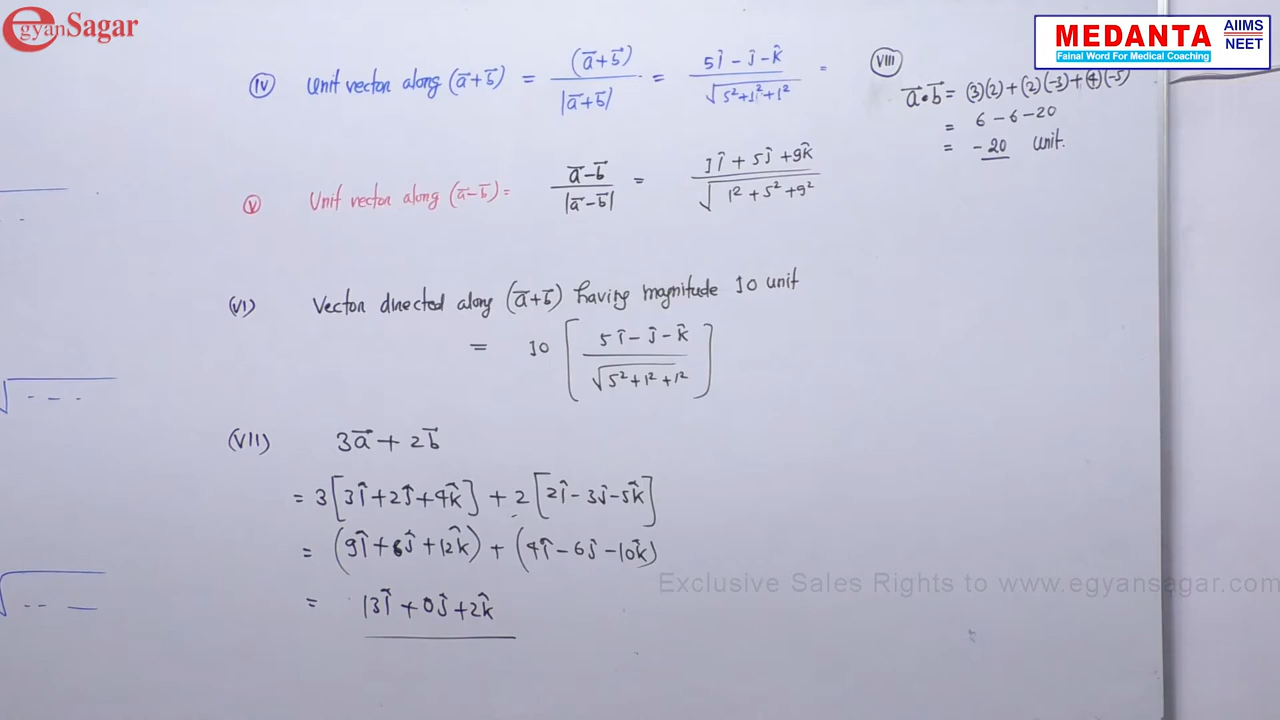 egyanSagar
MEDANTA AIIMS NEET
Fainal Word For Medical Coaching
(IV) Unit vector along (a⃗+b⃗) = (a⃗+b⃗) / |a⃗+b⃗| = 5î - ĵ - k̂ / √5²+1²+1² =
(V) Unit vector along (a⃗-b⃗) = a⃗-b⃗ / |a⃗-b⃗| = 1î + 5ĵ + 9k̂ / √1² + 5² + 9²
(VI) Vector directed along (a⃗+b⃗) having magnitude 10 unit
= 10 [ 5î - ĵ - k̂ / √5² + 1² + 1² ]
(VII) 3a⃗ + 2b⃗
= 3[3î+2ĵ+4k̂] + 2[2î-3ĵ-5k̂]
= (9î+6ĵ+12k̂) + (4î-6ĵ-10k̂)
= 13î + 0ĵ + 2k̂
(VIII)
a⃗•b⃗ = (3)(2)+(2)(-3)+(4)(-5)
= 6 - 6 - 20
= -20 unit.
√ - - -
√ - - -
Exclusive Sales Rights to www.egyansagar.com